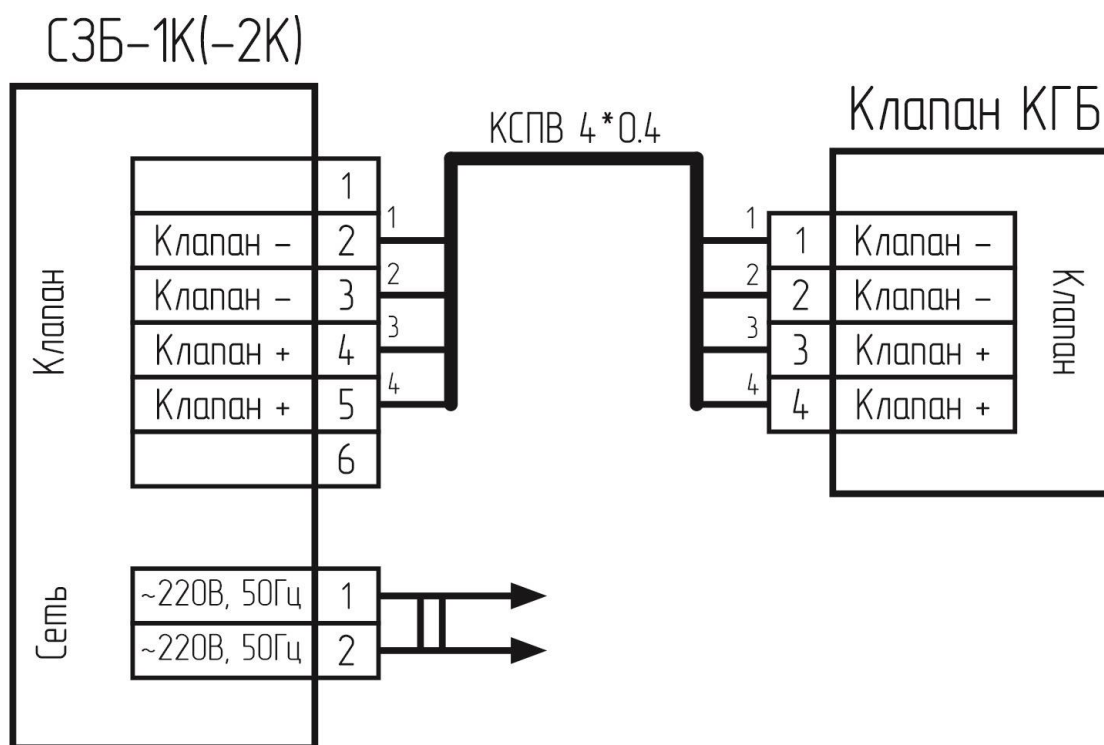 СЗБ-1К(-2К)
КСПВ 4*0.4
Клапан КГБ
Клапан
1
Клапан - 2 1
Клапан - 3 2
Клапан + 4 3
Клапан + 5 4
6
1 1 Клапан -
2 2 Клапан -
3 3 Клапан +
4 4 Клапан +
Клапан
Сеть
~220В, 50Гц 1
~220В, 50Гц 2